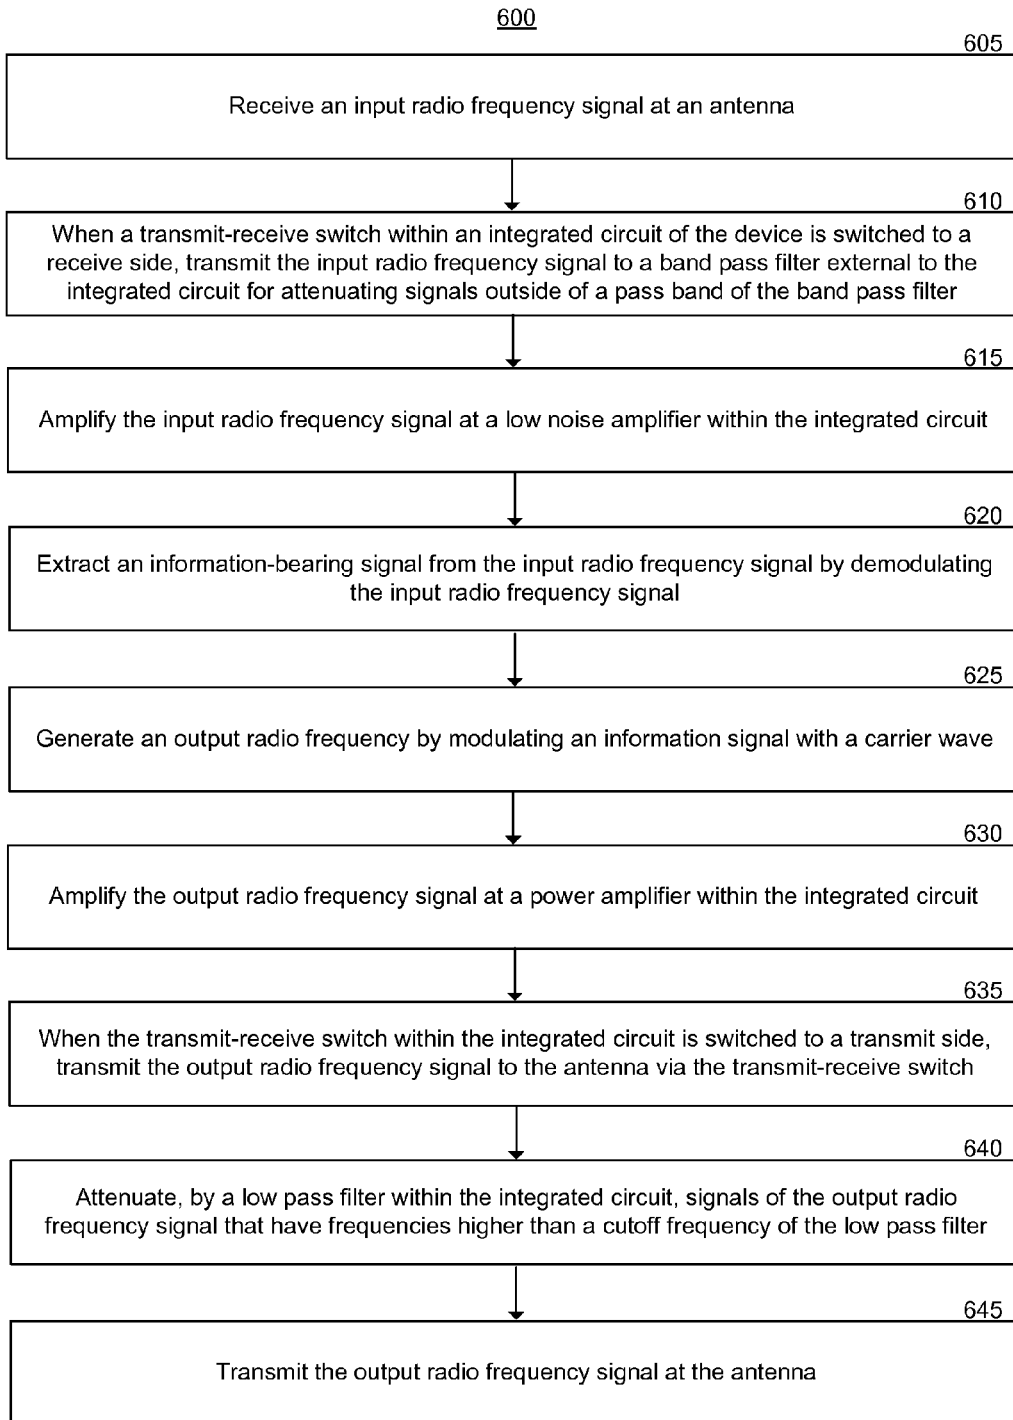 600
605
Receive an input radio frequency signal at an antenna
610
When a transmit-receive switch within an integrated circuit of the device is switched to a
receive side, transmit the input radio frequency signal to a band pass filter external to the
integrated circuit for attenuating signals outside of a pass band of the band pass filter
615
Amplify the input radio frequency signal at a low noise amplifier within the integrated circuit
620
Extract an information-bearing signal from the input radio frequency signal by demodulating
the input radio frequency signal
625
Generate an output radio frequency by modulating an information signal with a carrier wave
630
Amplify the output radio frequency signal at a power amplifier within the integrated circuit
635
When the transmit-receive switch within the integrated circuit is switched to a transmit side,
transmit the output radio frequency signal to the antenna via the transmit-receive switch
640
Attenuate, by a low pass filter within the integrated circuit, signals of the output radio
frequency signal that have frequencies higher than a cutoff frequency of the low pass filter
645
Transmit the output radio frequency signal at the antenna